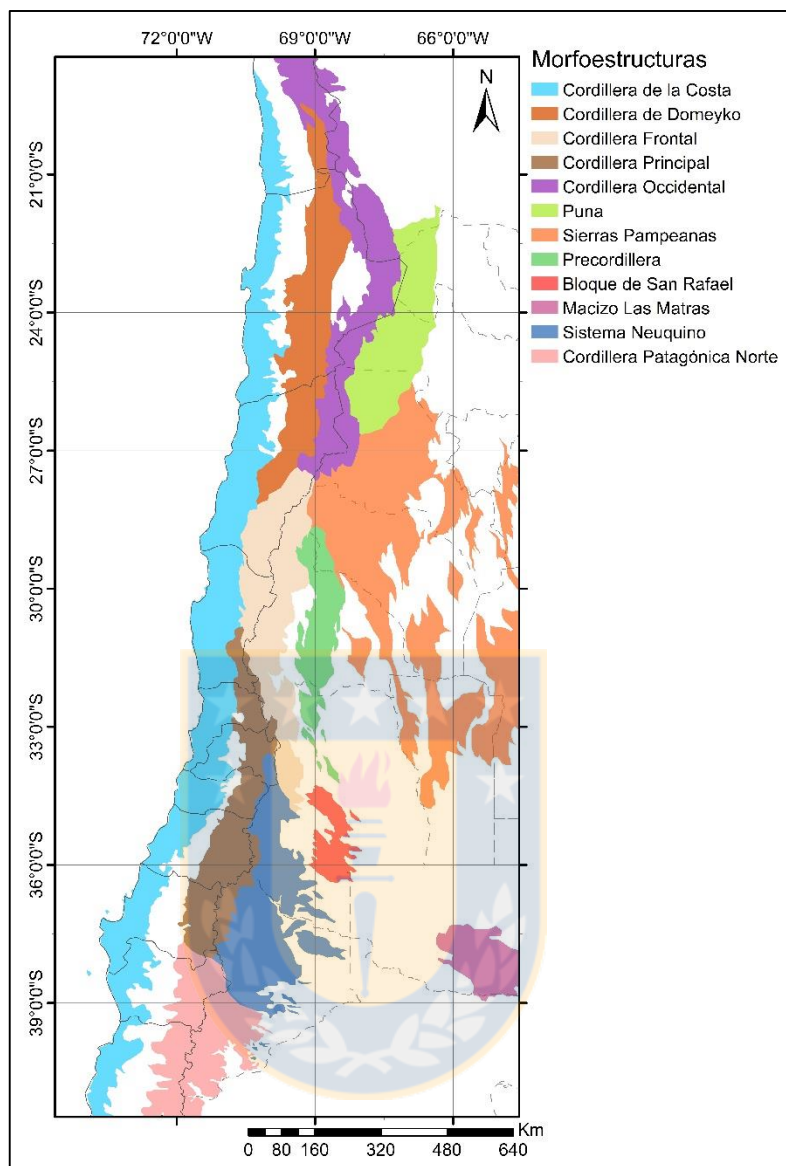 72°0'0"W 69°0'0"W 66°0'0"W
N
21°0'0"S
24°0'0"S
27°0'0"S
30°0'0"S
33°0'0"S
36°0'0"S
39°0'0"S
Morfoestructuras
Cordillera de la Costa
Cordillera de Domeyko
Cordillera Frontal
Cordillera Principal
Cordillera Occidental
Puna
Sierras Pampeanas
Precordillera
Bloque de San Rafael
Macizo Las Matras
Sistema Neuquino
Cordillera Patagónica Norte
Km
0 80 160 320 480 640